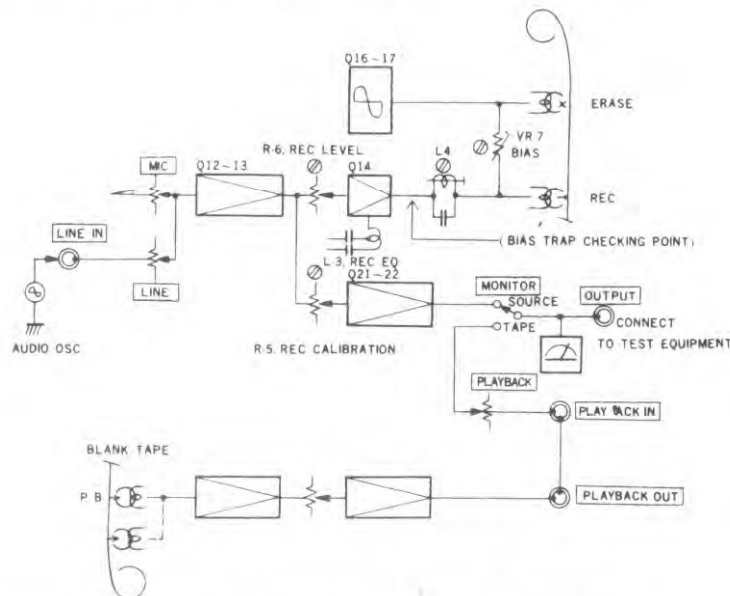 Q16-17
ERASE
VR 7
BIAS
L4
R-6, REC LEVEL
MIC
Q12-13
Q14
REC
LINE IN
(BIAS TRAP CHECKING POINT)
L-3, REC EQ
Q21-22
LINE
MONITOR
SOURCE
OUTPUT
TAPE
CONNECT
TO TEST EQUIPMENT
AUDIO OSC
R-5, REC CALIBRATION
PLAYBACK
PLAY ACK IN
BLANK TAPE
P.B
PLAYBACK OUT